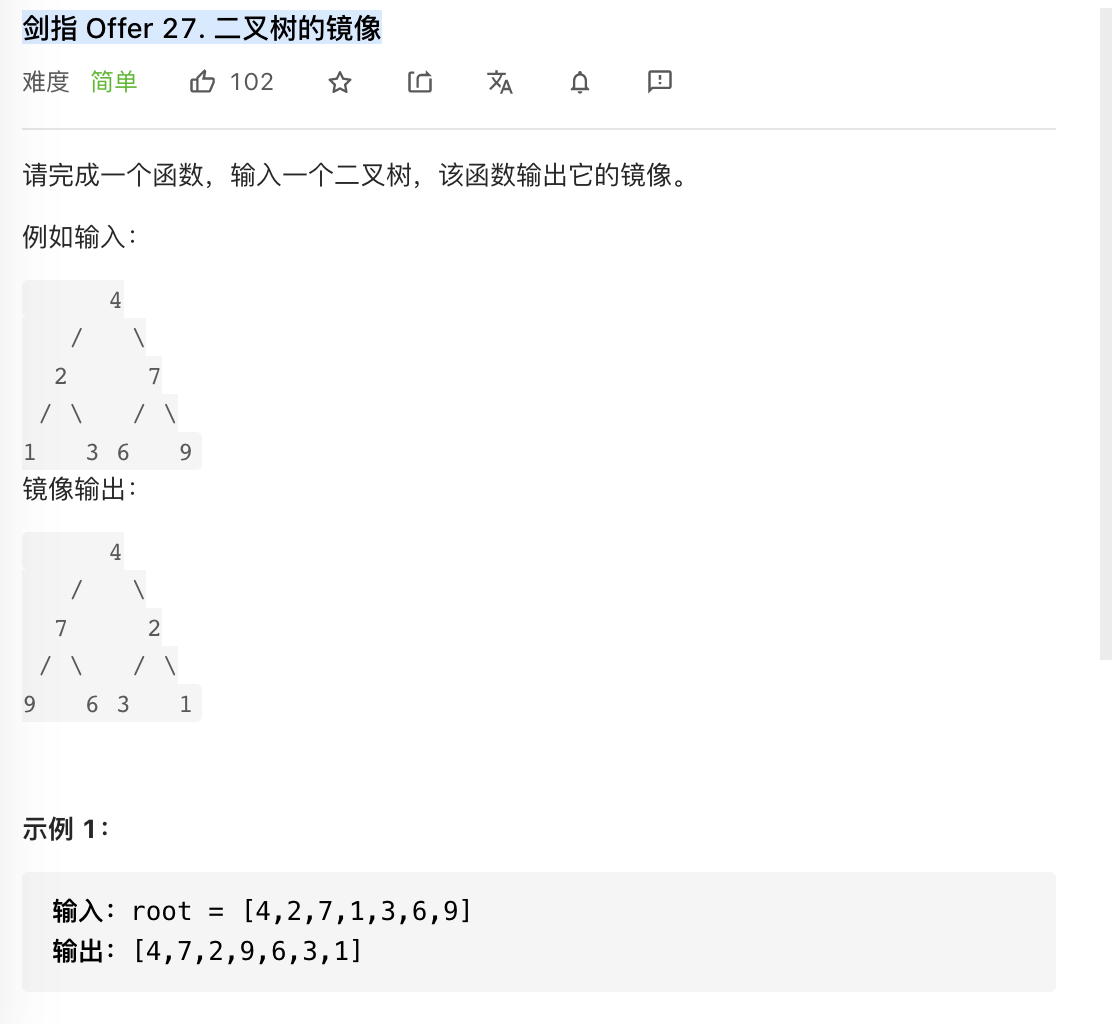 剑指 Offer 27. 二叉树的镜像
难度 简单 102
请完成一个函数，输入一个二叉树，该函数输出它的镜像。
例如输入：
     4
   /   \
  2     7
 / \   / \
1   3 6   9
镜像输出：
     4
   /   \
  7     2
 / \   / \
9   6 3   1
示例 1：
输入：root = [4,2,7,1,3,6,9]
输出：[4,7,2,9,6,3,1]